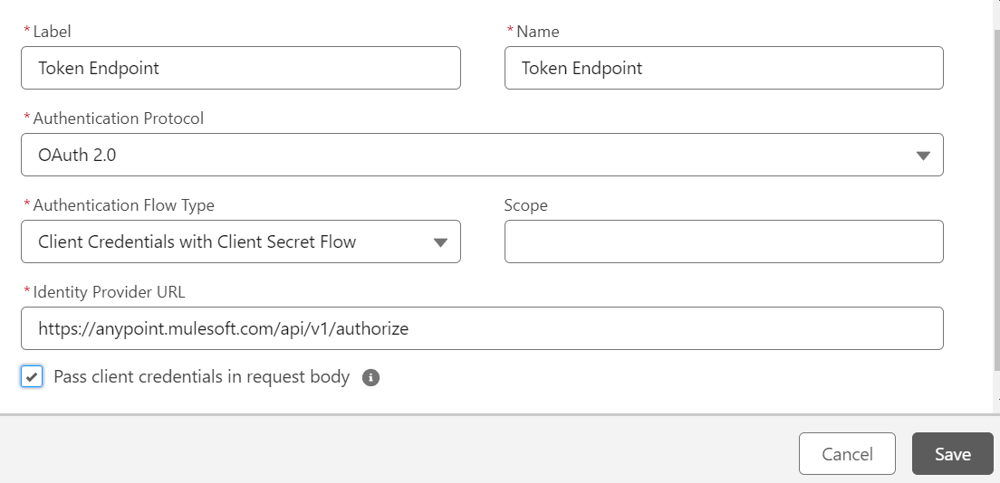 *Label
*Name
Token Endpoint
Token Endpoint
*Authentication Protocol
OAuth 2.0
*Authentication Flow Type
Scope
Client Credentials with Client Secret Flow
*Identity Provider URL
https://anypoint.mulesoft.com/api/v1/authorize
Pass client credentials in request body
Cancel
Save